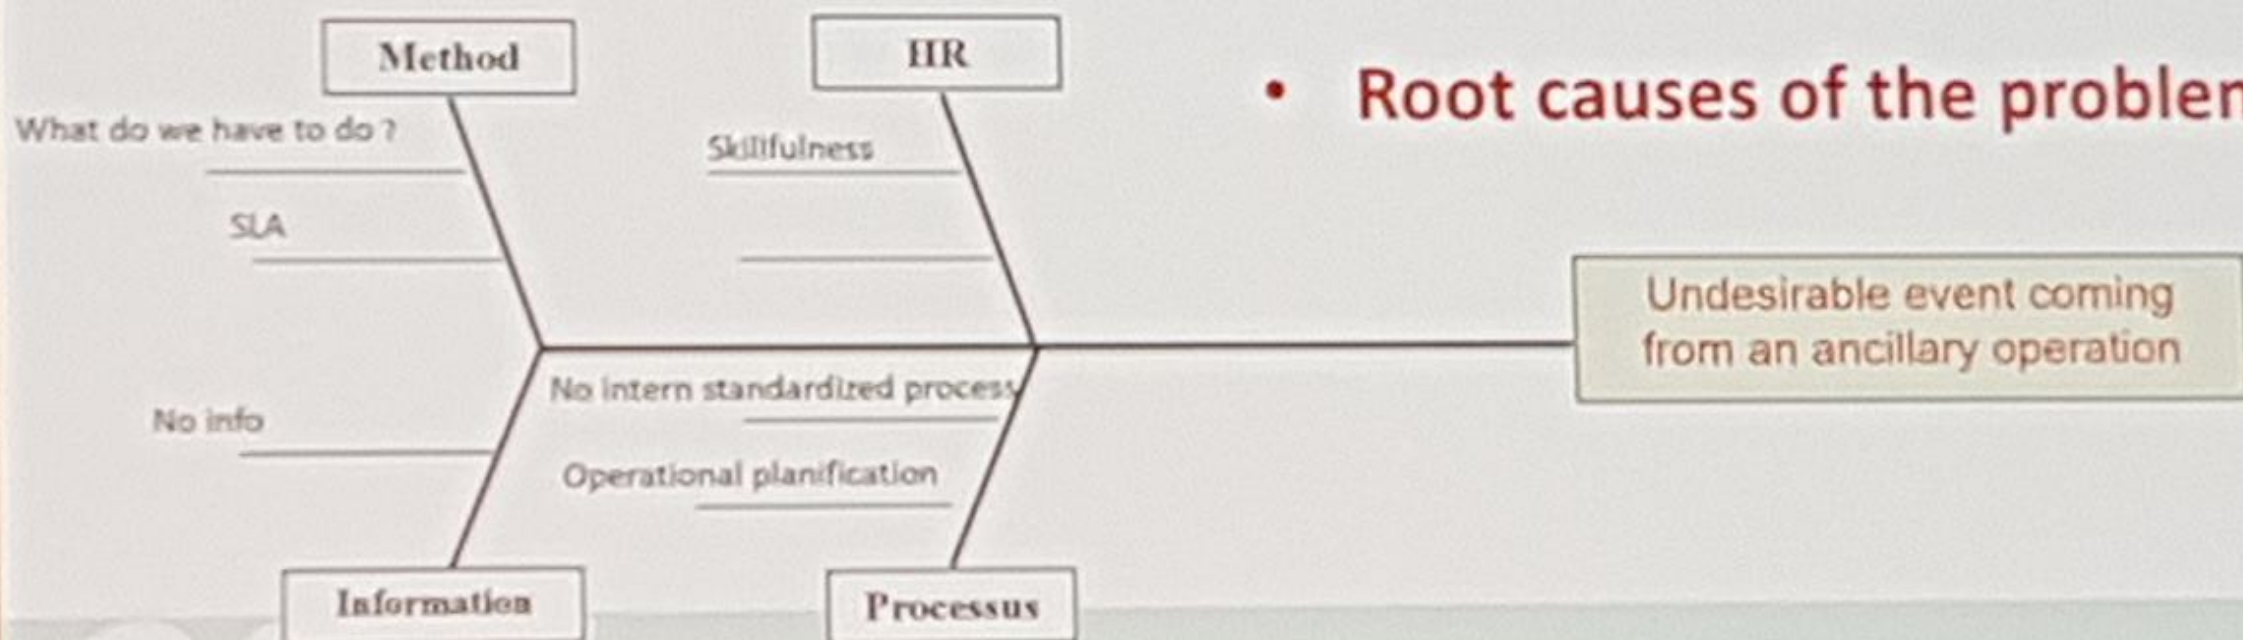 Method
HR
• Root causes of the problem
What do we have to do ?
Skillfulness
SLA
Undesirable event coming
from an ancillary operation
No intern standardized process
No info
Operational planification
Information
Processus